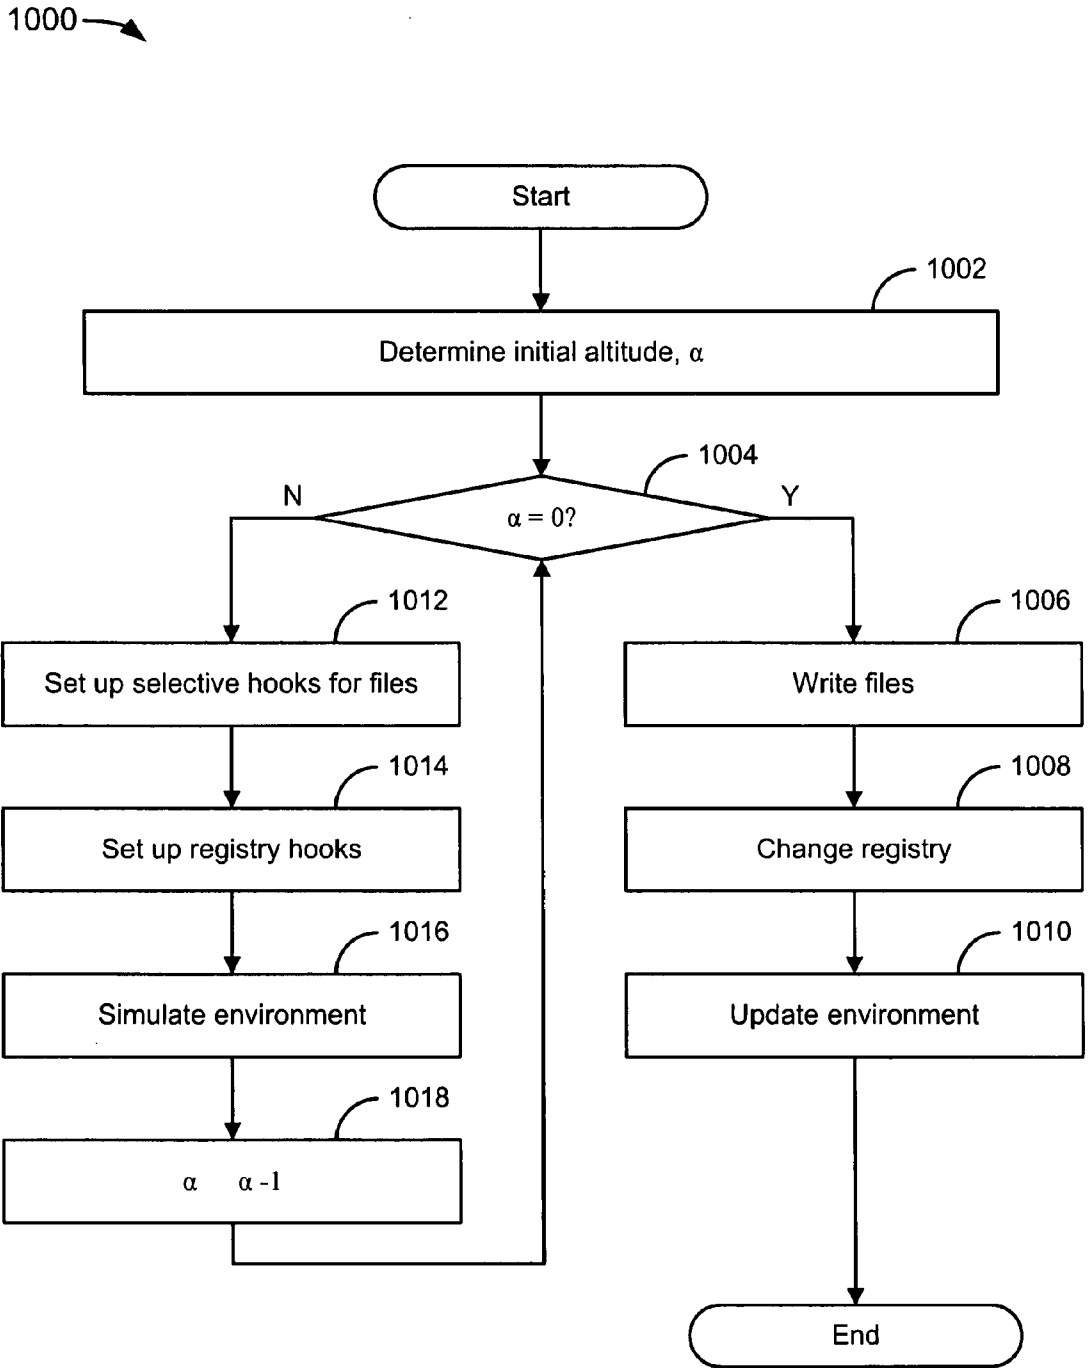 1000
Start
1002
Determine initial altitude, α
1004
N
Y
α = 0?
1012
1006
Set up selective hooks for files
Write files
1014
1008
Set up registry hooks
Change registry
1016
1010
Simulate environment
Update environment
1018
α α -1
End